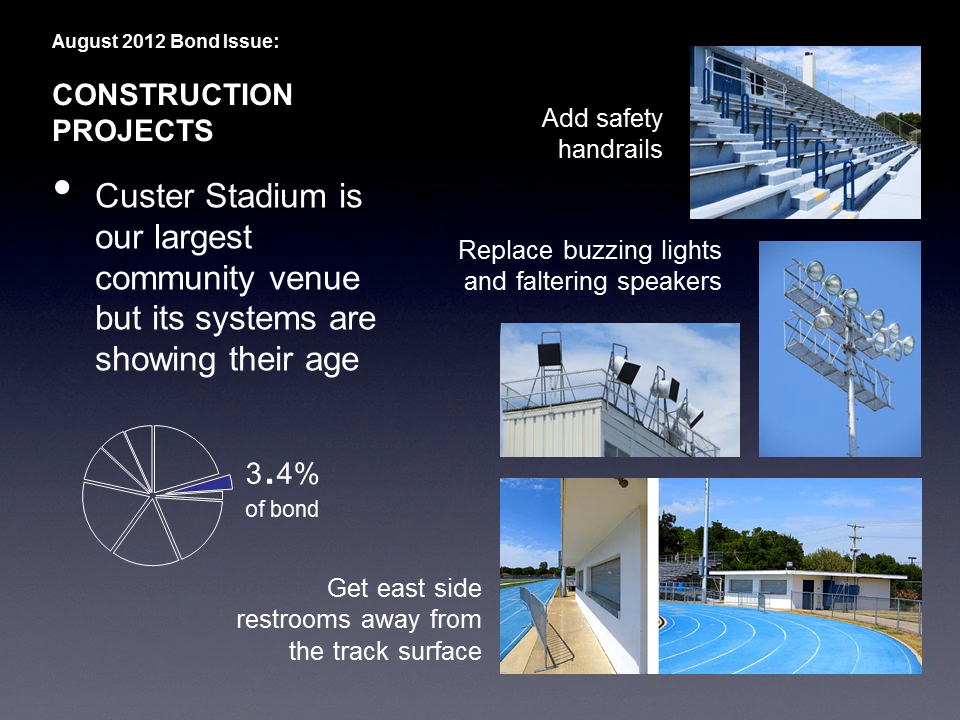 August 2012 Bond Issue:
CONSTRUCTION
PROJECTS
• Custer Stadium is
our largest
community venue
but its systems are
showing their age
3.4%
of bond
Add safety
handrails
Replace buzzing lights
and faltering speakers
Get east side
restrooms away from
the track surface